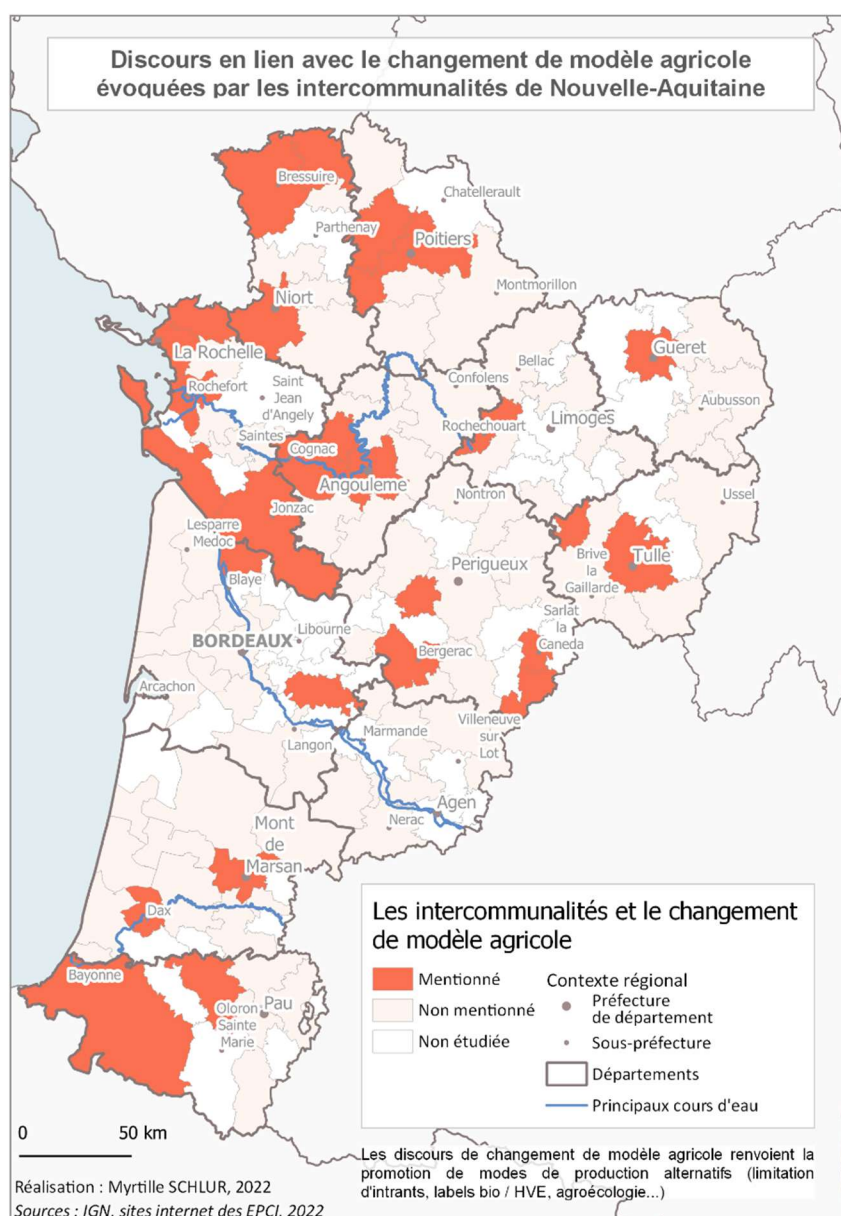 Discours en lien avec le changement de modèle agricole
évoquées par les intercommunalités de Nouvelle-Aquitaine
Bressuire
Chatellerault
Parthenay
Poitiers
Niort
Montmorillon
La Rochelle
Gueret
Rochefort
Saint
Jean
d'Angely
Bellac
Confolens
Aubusson
Saintes
Cognac
Rochechouart
Limoges
Angouleme
Jonzac
Nontron
Ussel
Lesparre
Medoc
Blaye
Perigueux
Brive
la
Gaillarde
Tulle
BORDEAUX
Libourne
Sarlat
la
Caneda
Bergerac
Arcachon
Langon
Marmande
Villeneuve
sur
Lot
Agen
Nerac
Mont
de
Marsan
Dax
Bayonne
Oloron
Sainte
Marie
Pau
Les intercommunalités et le changement
de modèle agricole
Mentionné
Non mentionné
Non étudiée
Contexte régional
Préfecture
de département
Sous-préfecture
Départements
Principaux cours d'eau
0 50 km
Les discours de changement de modèle agricole renvoient la
promotion de modes de production alternatifs (limitation
d'intrants, labels bio / HVE, agroécologie...)
Réalisation : Myrtille SCHLUR, 2022
Sources : IGN, sites internet des EPCI, 2022